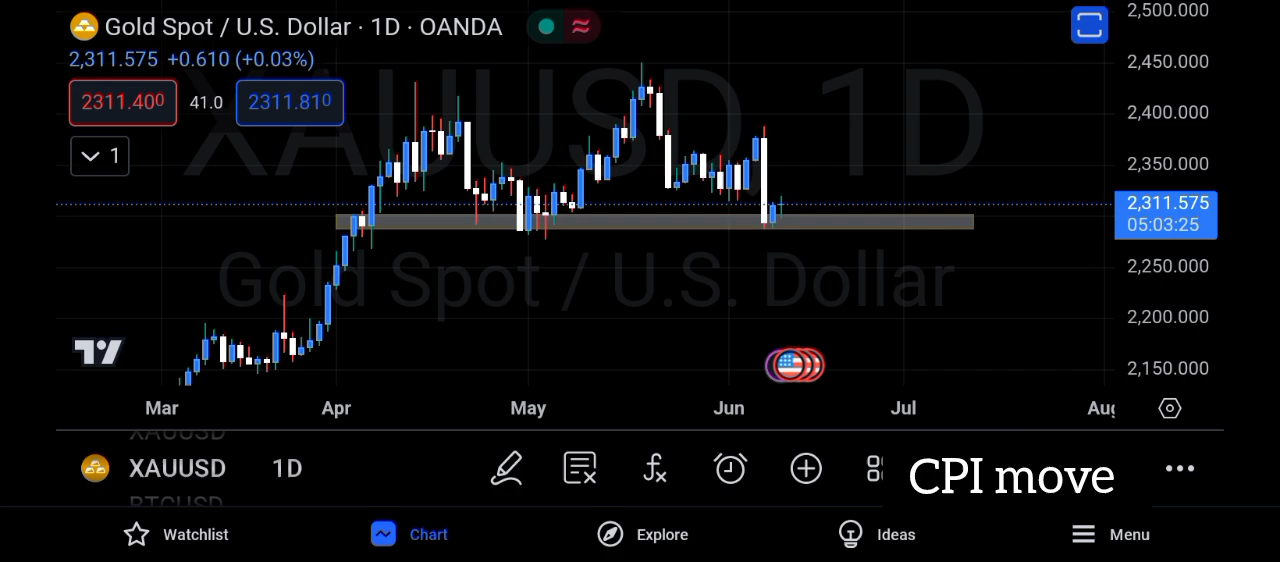 Gold Spot / U.S. Dollar · 1D · OANDA
2,311.575 +0.610 (+0.03%)
2311.400 41.0 2311.810
1
XAUUSD, 1D
Gold Spot / U.S. Dollar
2,500.000
2,450.000
2,400.000
2,350.000
2,311.575
05:03:25
2,250.000
2,200.000
2,150.000
Mar Apr May Jun Jul Aug
XAUUSD
XAUUSD 1D
BTCUSD
CPI move
Watchlist Chart Explore Ideas Menu